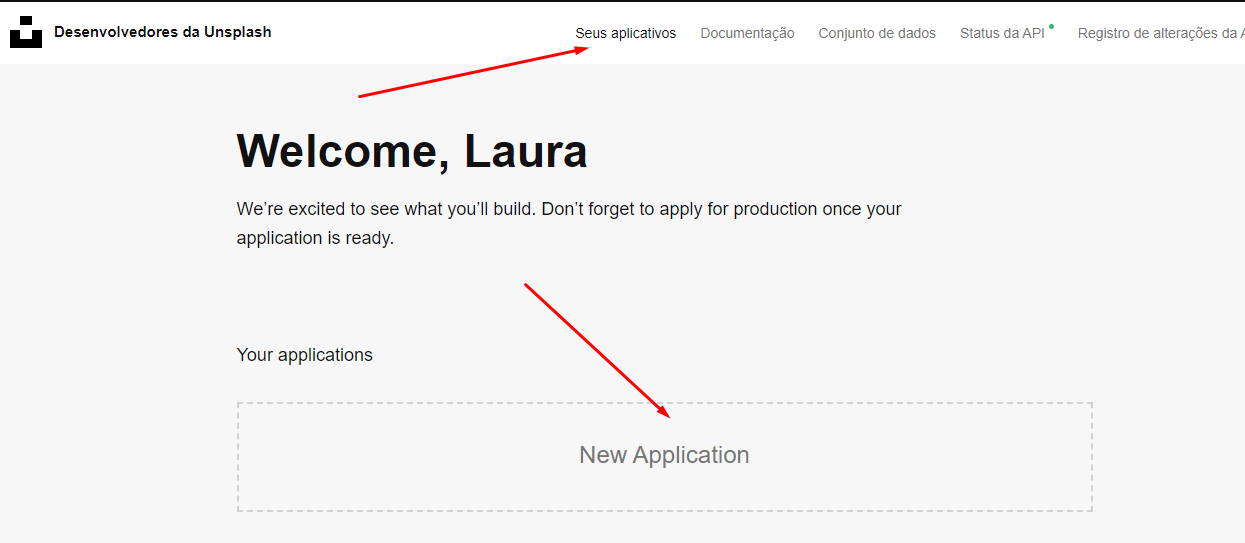 Desenvolvedores da Unsplash
Seus aplicativos
Documentação
Conjunto de dados
Status da API
Registro de alterações da
Welcome, Laura
We’re excited to see what you’ll build. Don’t forget to apply for production once your
application is ready.
Your applications
New Application